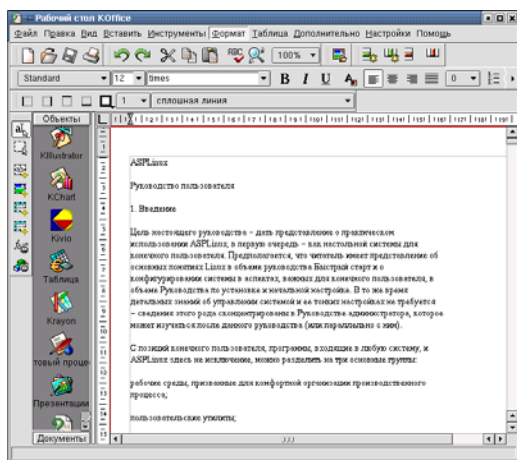 Рабочий стол KOffice
Файл Правка Вид Вставить Инструменты Формат Таблица Дополнительно Настройки Помощь
100%
Standard 12 times B I U 0
1 сплошная линия
Объекты
KIllustrator
KChart
Kivio
Таблица
Krayon
товый проце
Презентации
Документы
ASPLinux
Руководство пользователя
1. Введение
Цель настоящего руководства – дать представление о практическом
использовании ASPLinux, в первую очередь – как настольной системы для
конечного пользователя. Предполагается, что читатель имеет представление об
основных понятиях Linux в объеме руководства Быстрый старт и о
конфигурировании системы в аспектах, важных для конечного пользователя, в
объеме Руководства по установке и начальной настройке. В то же время
детальных знаний об управлении системой и ее тонких настройках не требуется
– сведения этого рода сконцентрированы в Руководстве администратора, которое
может изучаться после данного руководства (или параллельно с ним).
С позиций конечного пользователя, программы, входящие в любую систему, и
ASPLinux здесь не исключение, можно разделить на три основные группы:
рабочие среды, призванные для комфортной организации производственного
процесса;
пользовательские утилиты;